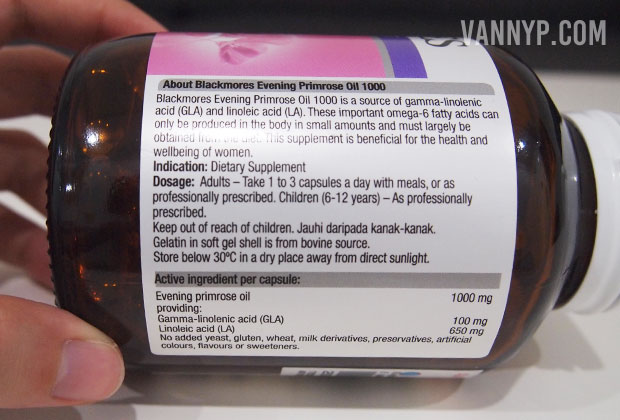 VANNYP.COM
S
About Blackmores Evening Primrose Oil 1000
Blackmores Evening Primrose Oil 1000 is a source of gamma-linolenic
acid (GLA) and linoleic acid (LA). These important omega-6 fatty acids can
only be produced in the body in small amounts and must largely be
obtained from the diet. This supplement is beneficial for the health and
wellbeing of women.
Indication: Dietary Supplement
Dosage: Adults – Take 1 to 3 capsules a day with meals, or as
professionally prescribed. Children (6-12 years) – As professionally
prescribed.
Keep out of reach of children. Jauhi daripada kanak-kanak.
Gelatin in soft gel shell is from bovine source.
Store below 30ºC in a dry place away from direct sunlight.
Active ingredient per capsule:
Evening primrose oil 1000 mg
providing:
Gamma-linolenic acid (GLA) 100 mg
Linoleic acid (LA) 650 mg
No added yeast, gluten, wheat, milk derivatives, preservatives, artificial
colours, flavours or sweeteners.